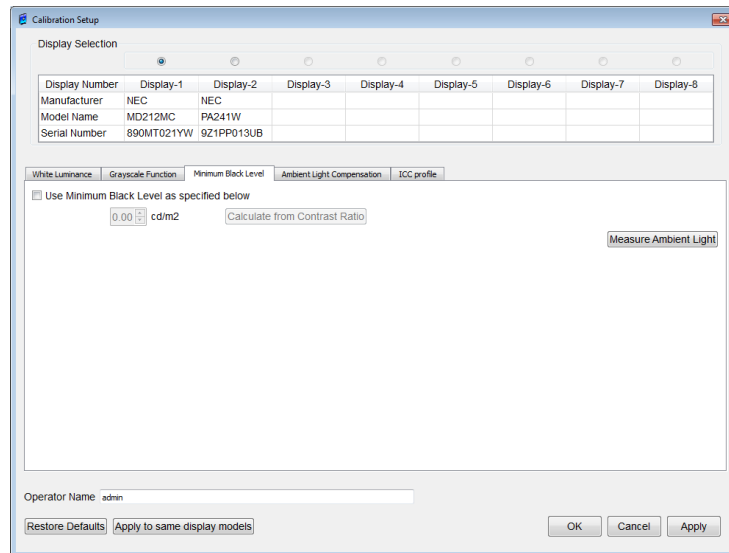 Calibration Setup
Display Selection
Display Number Display-1 Display-2 Display-3 Display-4 Display-5 Display-6 Display-7 Display-8
Manufacturer NEC NEC
Model Name MD212MC PA241W
Serial Number 890MT021YW 9Z1PP013UB
White Luminance Grayscale Function Minimum Black Level Ambient Light Compensation ICC profile
Use Minimum Black Level as specified below
0.00 cd/m2 Calculate from Contrast Ratio
Measure Ambient Light
Operator Name admin
Restore Defaults Apply to same display models OK Cancel Apply